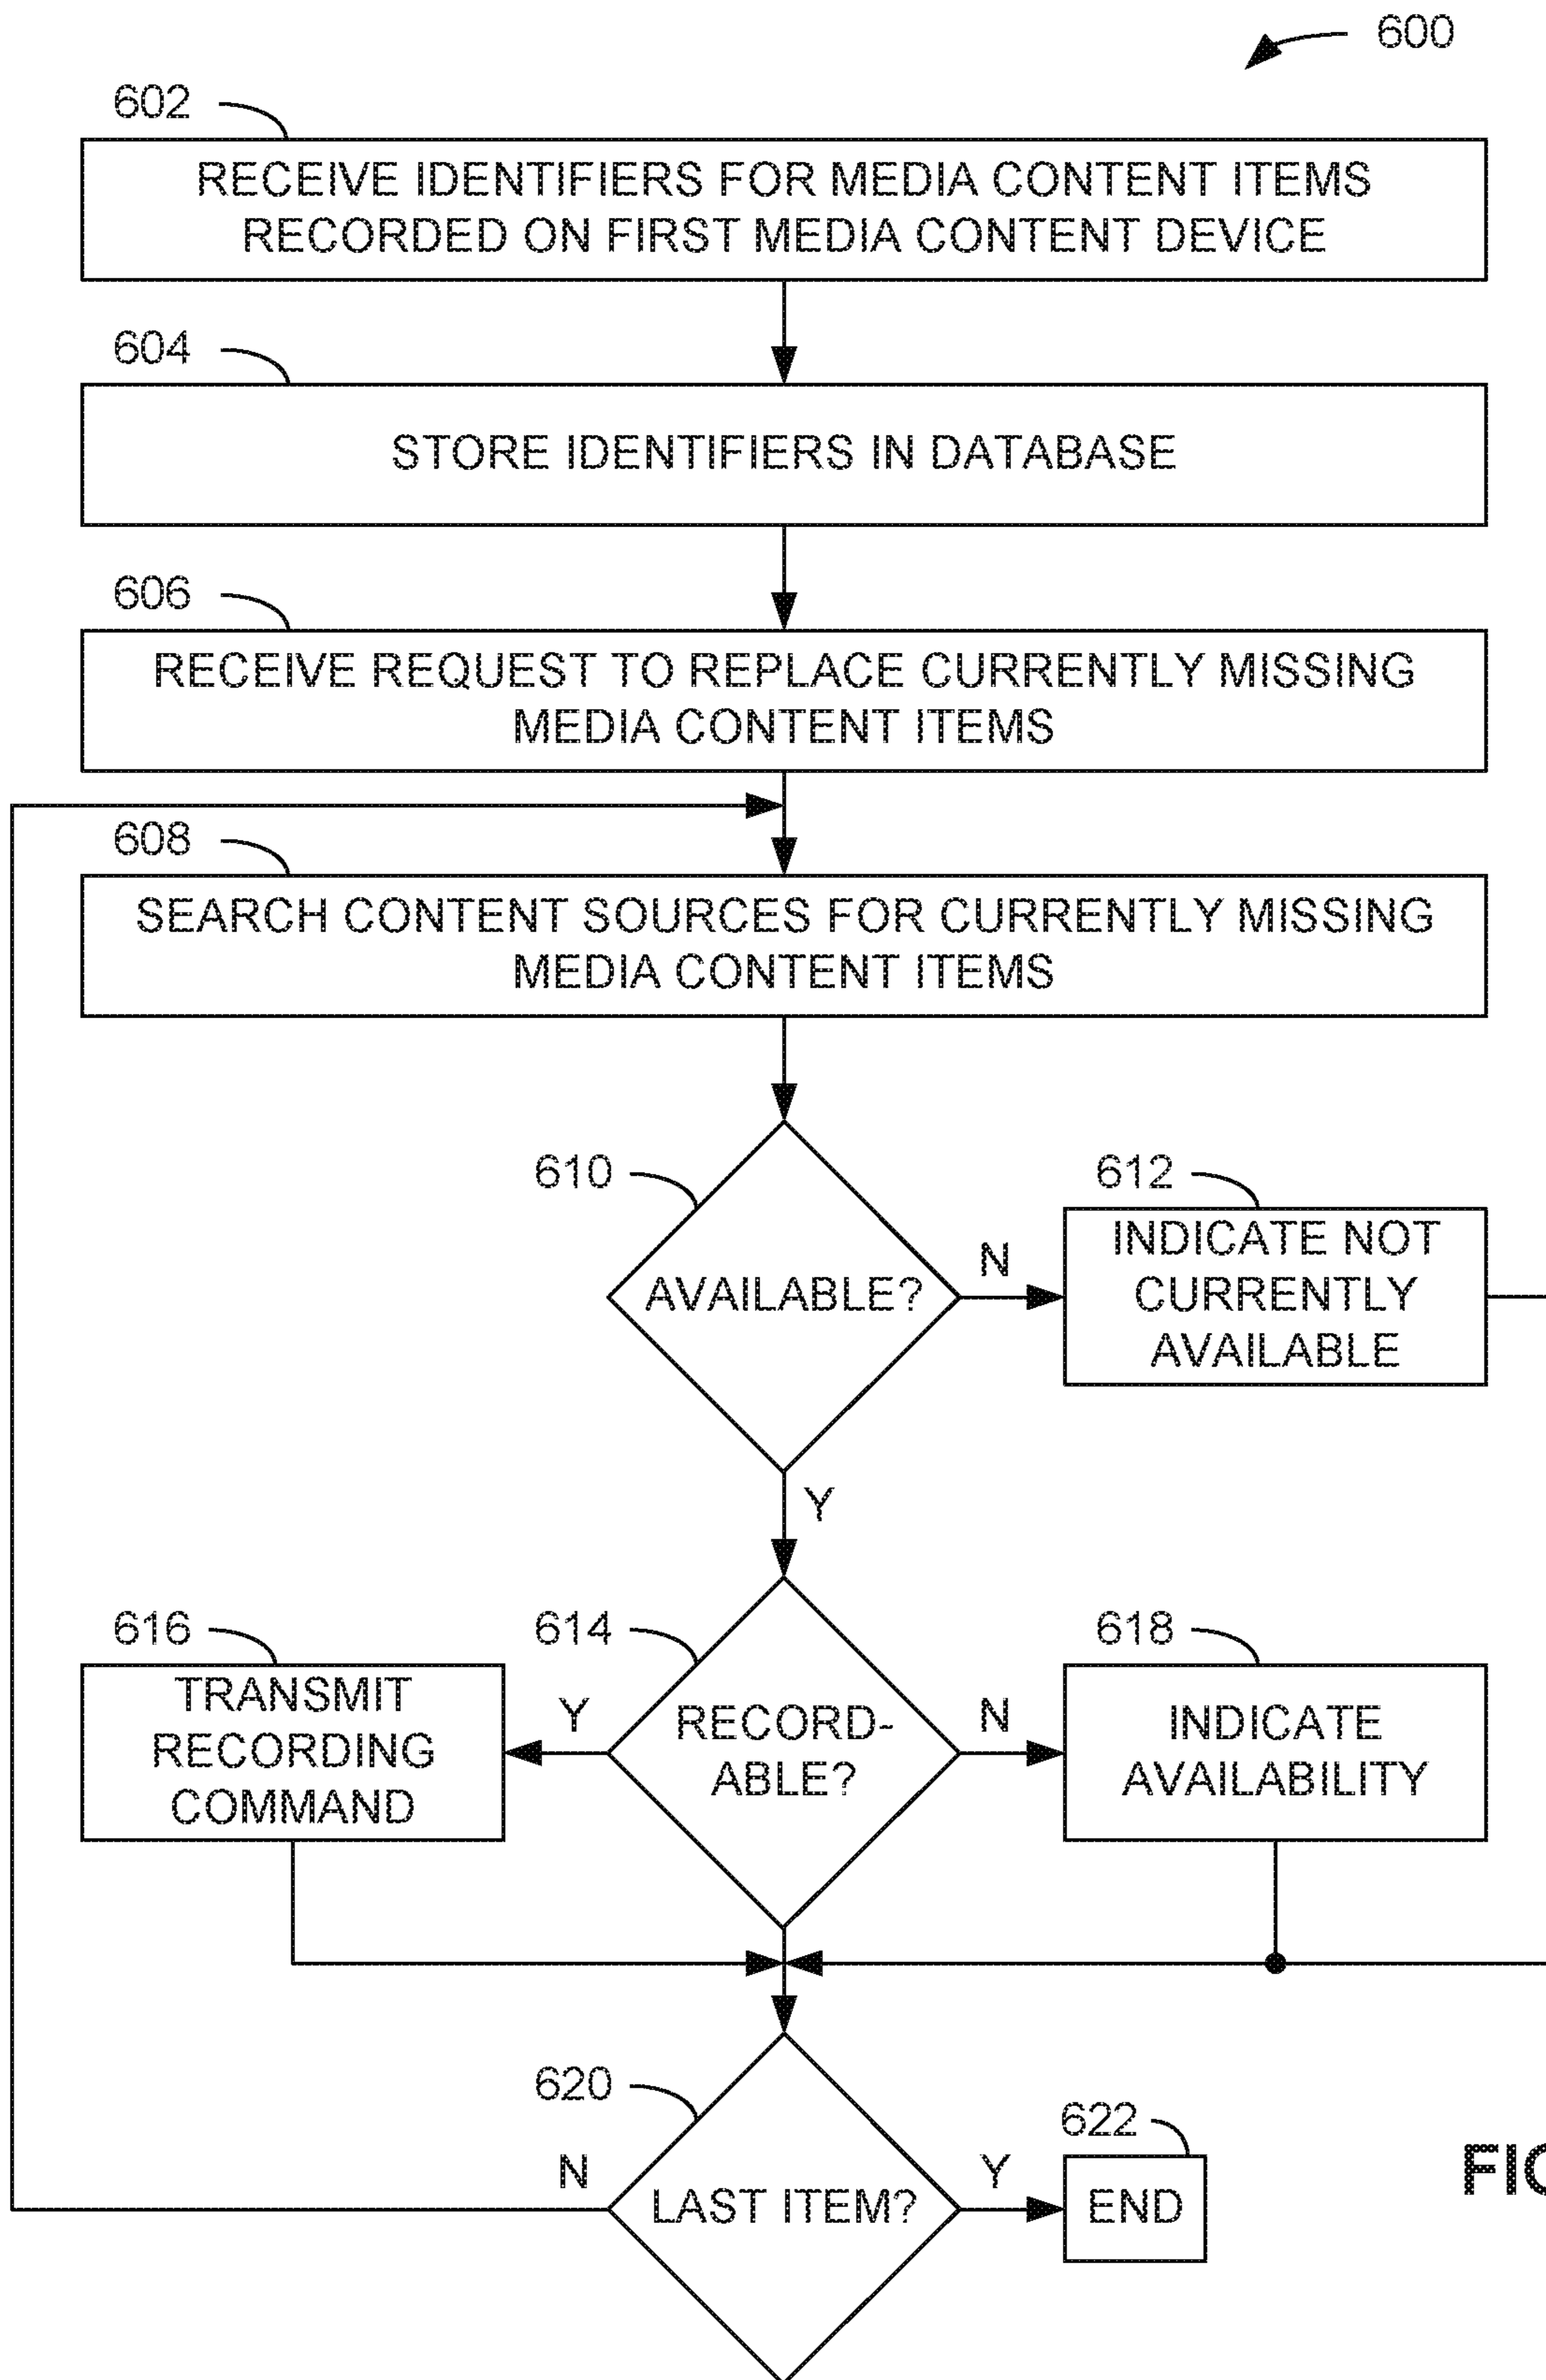 600
602
RECEIVE IDENTIFIERS FOR MEDIA CONTENT ITEMS
RECORDED ON FIRST MEDIA CONTENT DEVICE
604
STORE IDENTIFIERS IN DATABASE
606
RECEIVE REQUEST TO REPLACE CURRENTLY MISSING
MEDIA CONTENT ITEMS
608
SEARCH CONTENT SOURCES FOR CURRENTLY MISSING
MEDIA CONTENT ITEMS
610
AVAILABLE?
N
612
INDICATE NOT
CURRENTLY
AVAILABLE
Y
616
TRANSMIT
RECORDING
COMMAND
Y
614
RECORD-
ABLE?
N
618
INDICATE
AVAILABILITY
620
N
LAST ITEM?
Y
622
END